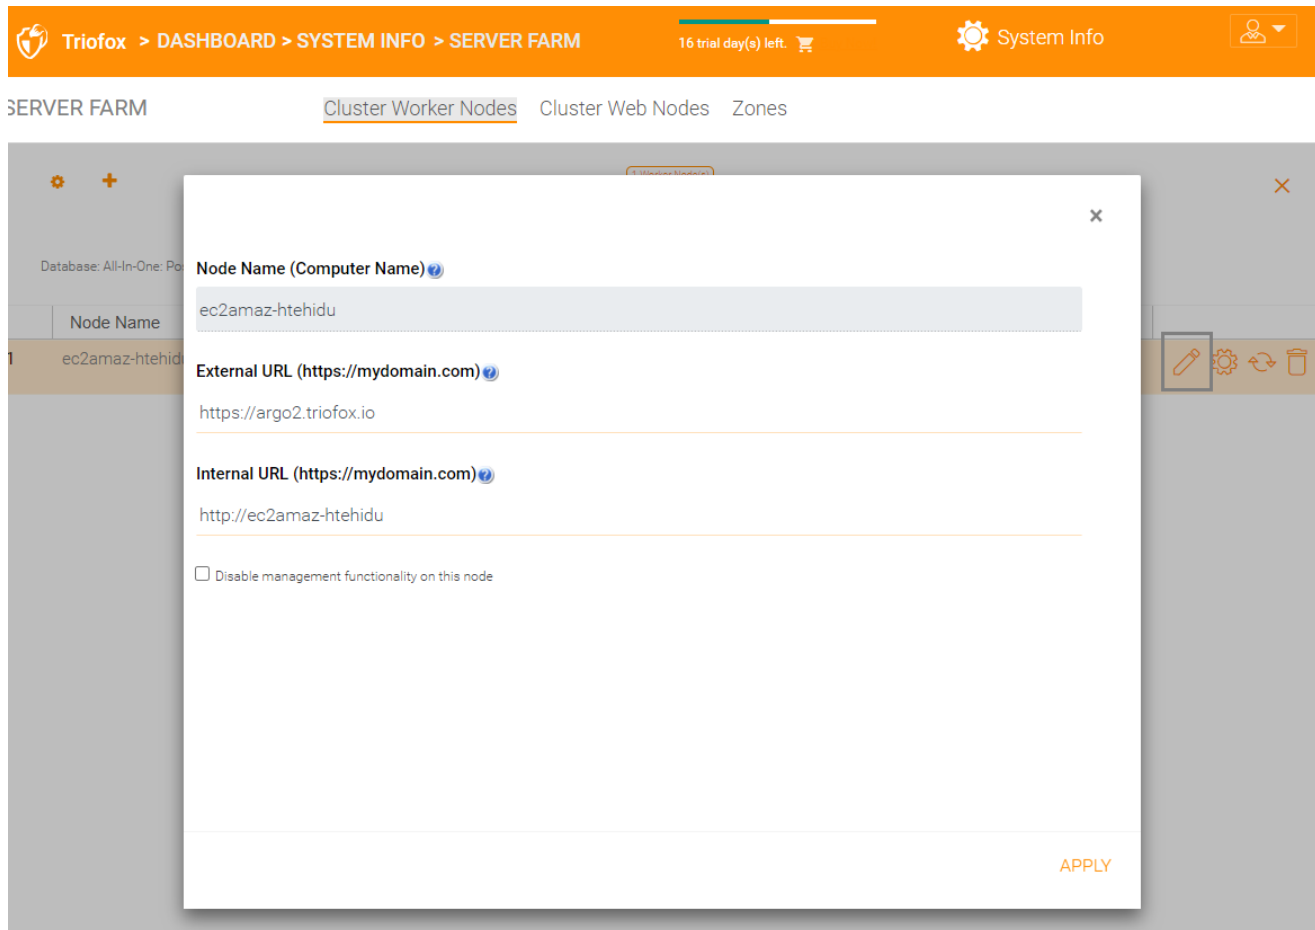 Triofox > DASHBOARD > SYSTEM INFO > SERVER FARM
16 trial day(s) left.
System Info
SERVER FARM
Cluster Worker Nodes
Cluster Web Nodes
Zones
1 Worker Node(s)
Database: All-In-One: Po
Node Name
1
ec2amaz-htehid
×
Node Name (Computer Name)
ec2amaz-htehidu
External URL (https://mydomain.com)
https://argo2.triofox.io
Internal URL (https://mydomain.com)
http://ec2amaz-htehidu
Disable management functionality on this node
APPLY